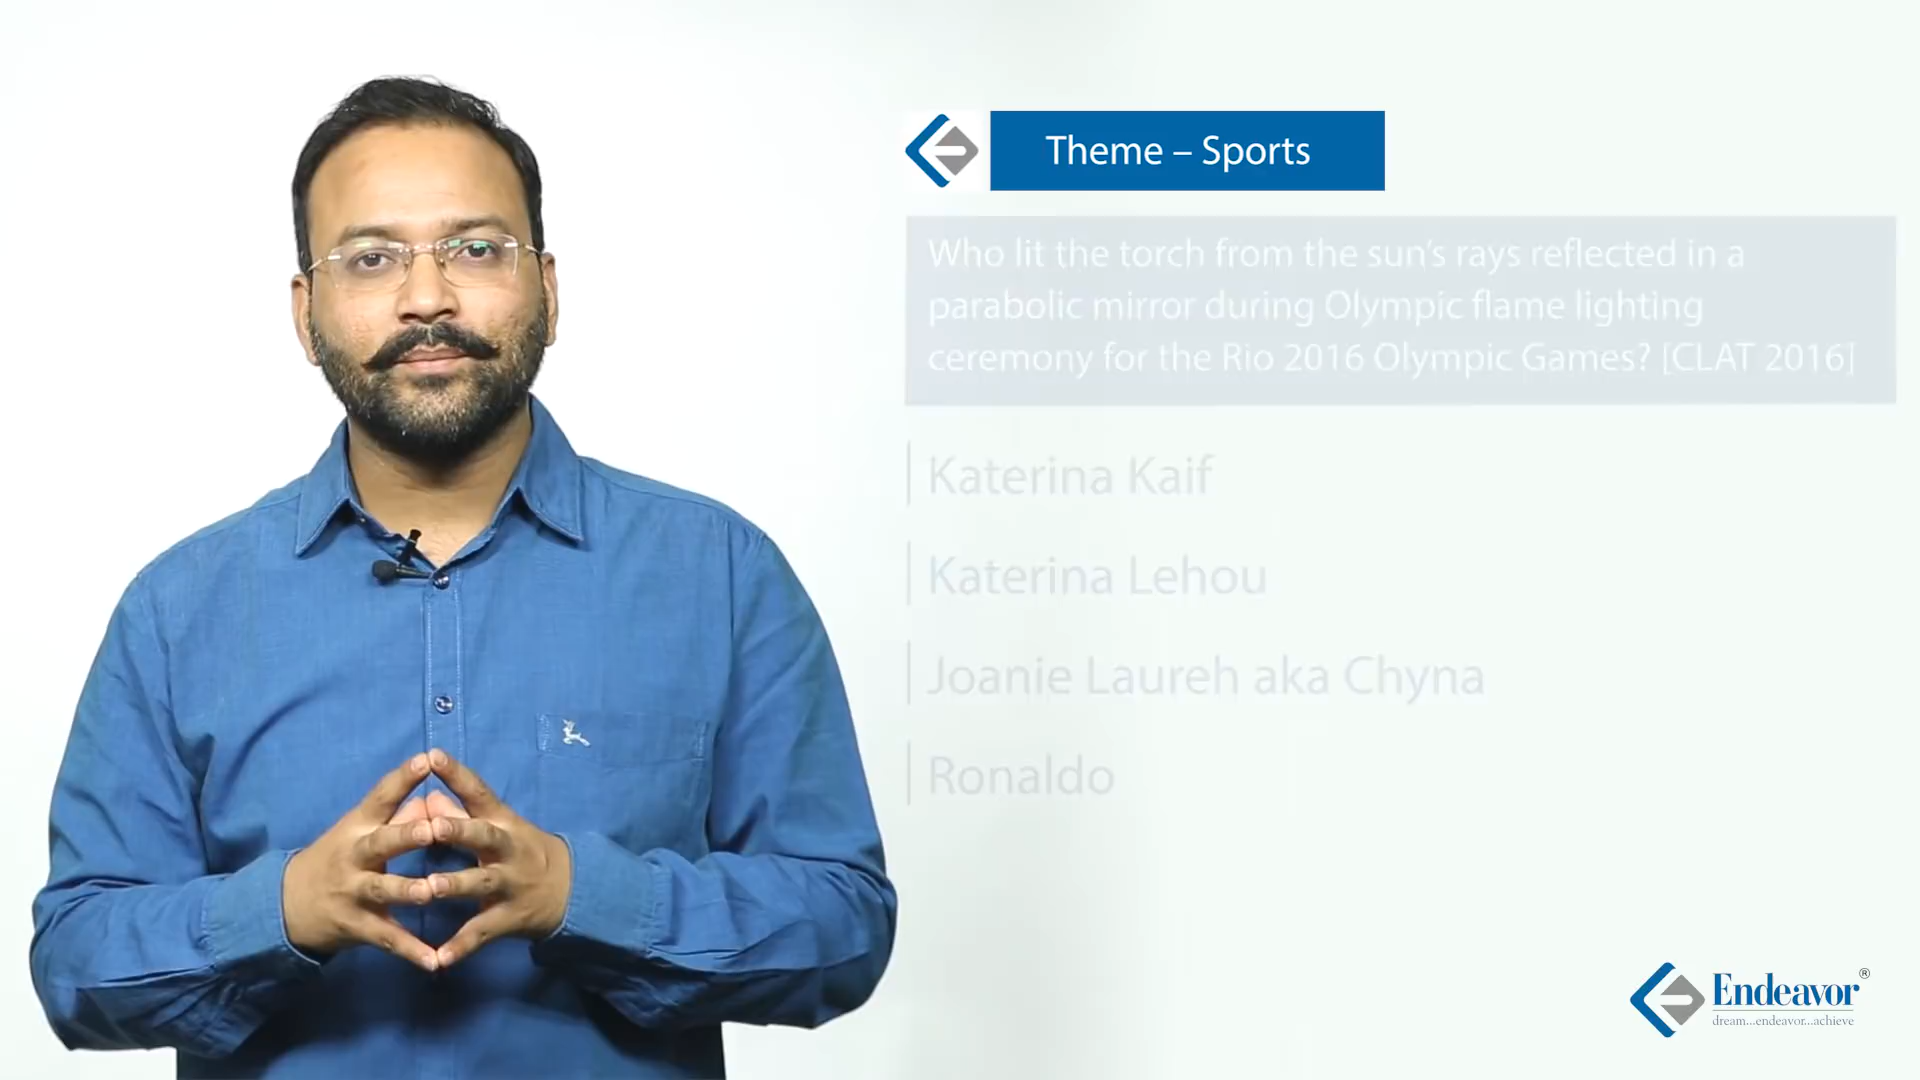 Theme – Sports
Who lit the torch from the sun's rays reflected in a
parabolic mirror during Olympic flame lighting
ceremony for the Rio 2016 Olympic Games? [CLAT 2016]
Katerina Kaif
Katerina Lehou
Joanie Laureh aka Chyna
Ronaldo
Endeavor ®
dream...endeavor...achieve